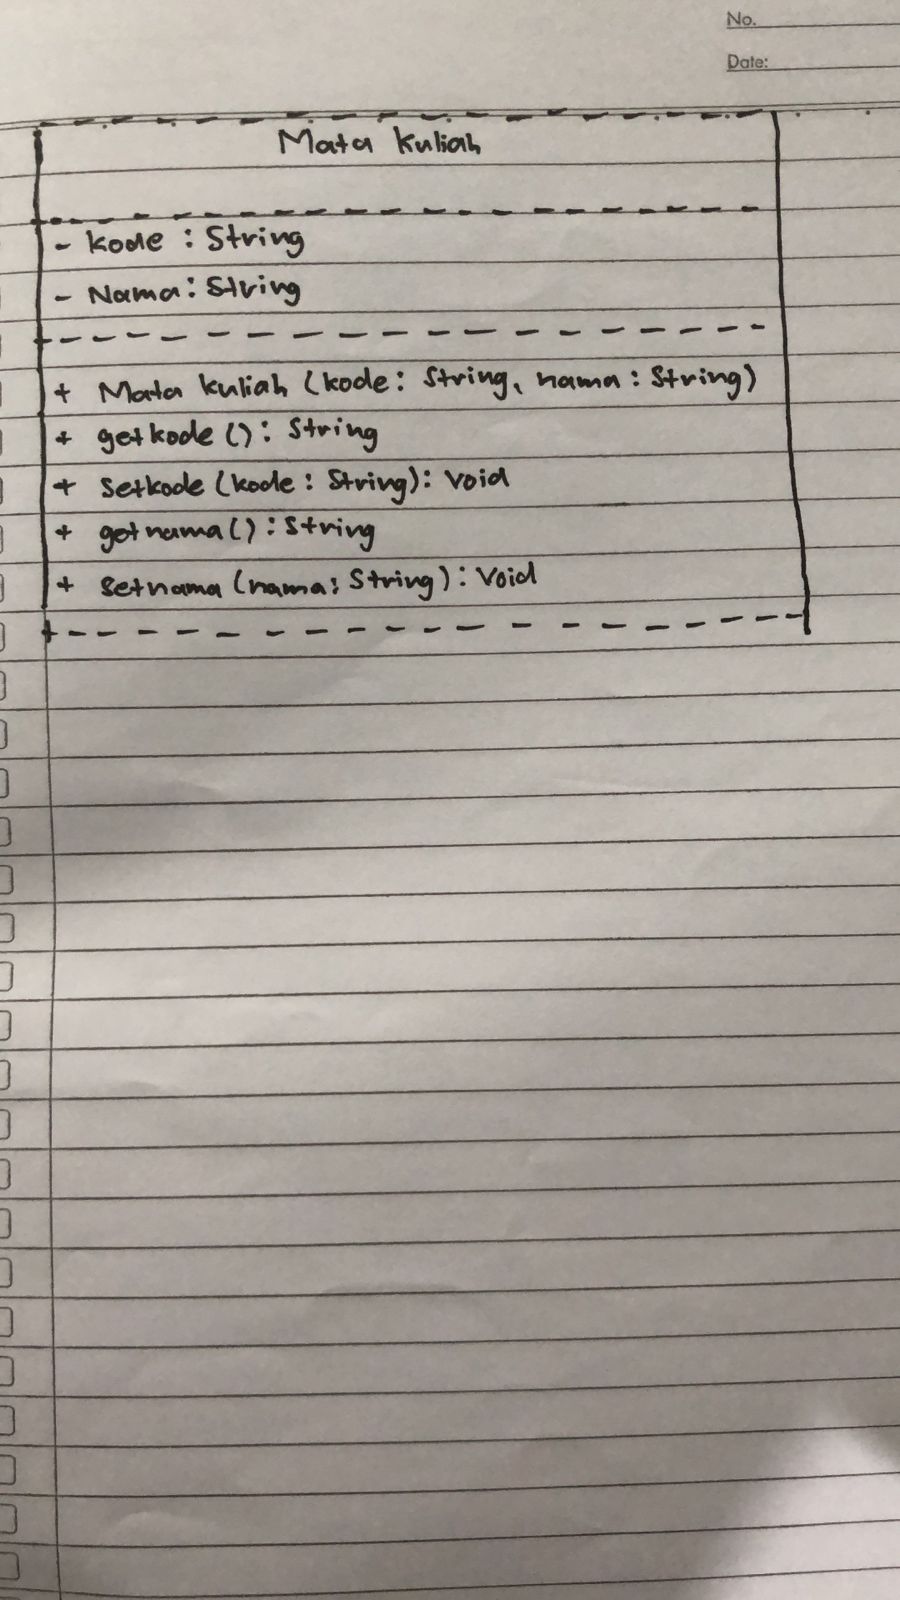 No.
Date:
Mata kuliah
- kode : String
- Nama : String
+ Mata kuliah (kode : String, nama : String)
+ getkode () : String
+ Setkode (kode : String) : Void
+ getnama () : String
+ Setnama (nama : String) : Void